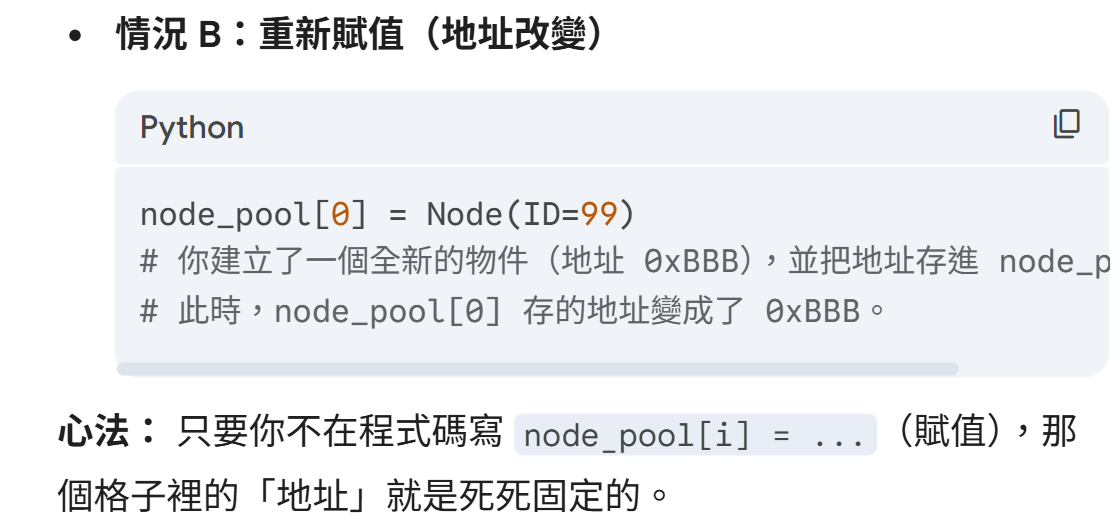 • 情況 B：重新賦值（地址改變）
Python
node_pool[0] = Node(ID=99)
# 你建立了一個全新的物件（地址 0xBBB），並把地址存進 node_p
# 此時，node_pool[0] 存的地址變成了 0xBBB。
心法： 只要你不在程式碼寫 node_pool[i] = ... （賦值），那
個格子裡的「地址」就是死死固定的。